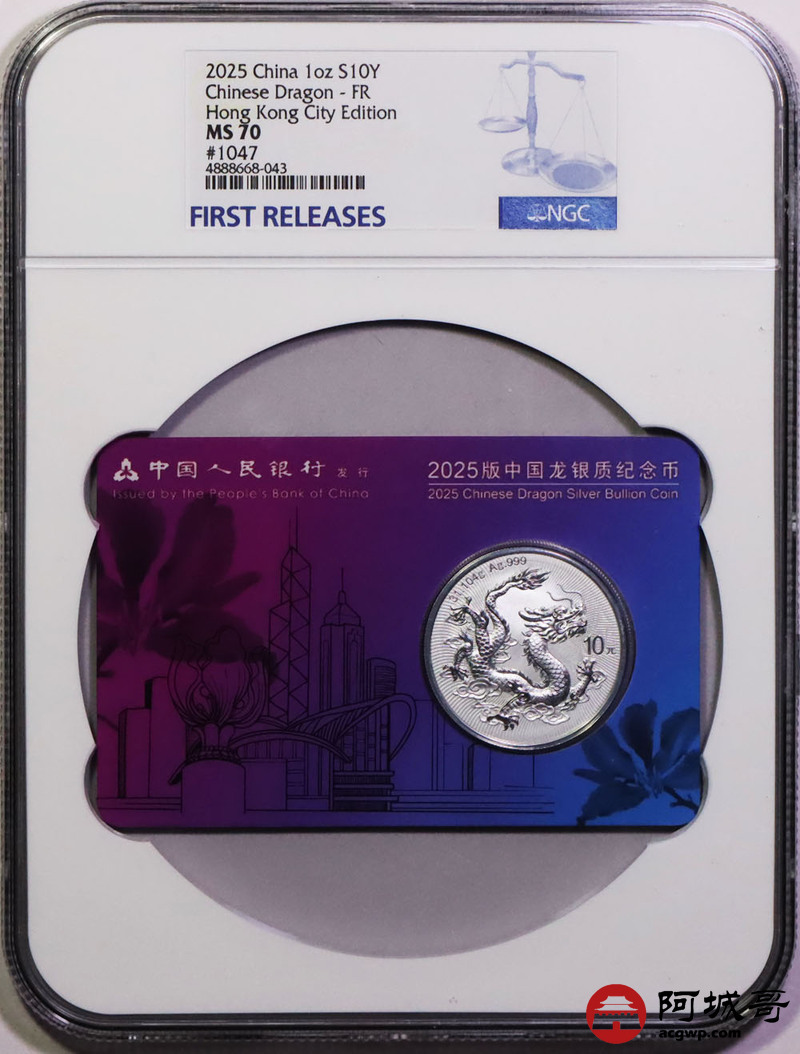 2025 China 1oz S10Y
Chinese Dragon - FR
Hong Kong City Edition
MS 70
#1047
4888668-043
FIRST RELEASES
NGC
中国人民银行 发行
Issued by the People's Bank of China
2025版中国龙银质纪念币
2025 Chinese Dragon Silver Bullion Coin
31.104g Ag.999
10元
阿城哥
acgwp.com